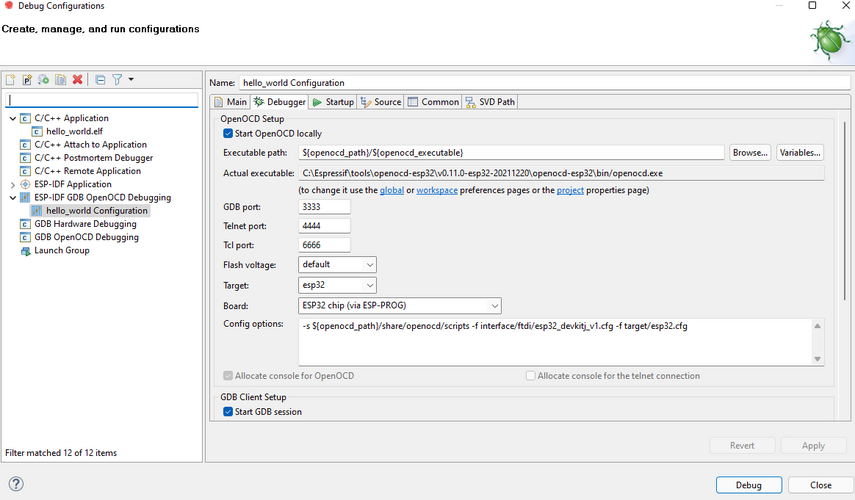 Debug Configurations
Create, manage, and run configurations
Name: hello_world Configuration
Main Debugger Startup Source Common SVD Path
C/C++ Application
hello_world.elf
C/C++ Attach to Application
C/C++ Postmortem Debugger
C/C++ Remote Application
ESP-IDF Application
ESP-IDF GDB OpenOCD Debugging
hello_world Configuration
GDB Hardware Debugging
GDB OpenOCD Debugging
Launch Group
Filter matched 12 of 12 items
OpenOCD Setup
Start OpenOCD locally
Executable path: ${openocd_path}/${openocd_executable} Browse... Variables...
Actual executable: C:\Espressif\tools\openocd-esp32\v0.11.0-esp32-20211220\openocd-esp32\bin/openocd.exe
(to change it use the global or workspace preferences pages or the project properties page)
GDB port: 3333
Telnet port: 4444
Tcl port: 6666
Flash voltage: default
Target: esp32
Board: ESP32 chip (via ESP-PROG)
Config options: -s ${openocd_path}/share/openocd/scripts -f interface/ftdi/esp32_devkitj_v1.cfg -f target/esp32.cfg
Allocate console for OpenOCD Allocate console for the telnet connection
GDB Client Setup
Start GDB session
Revert Apply
Debug Close